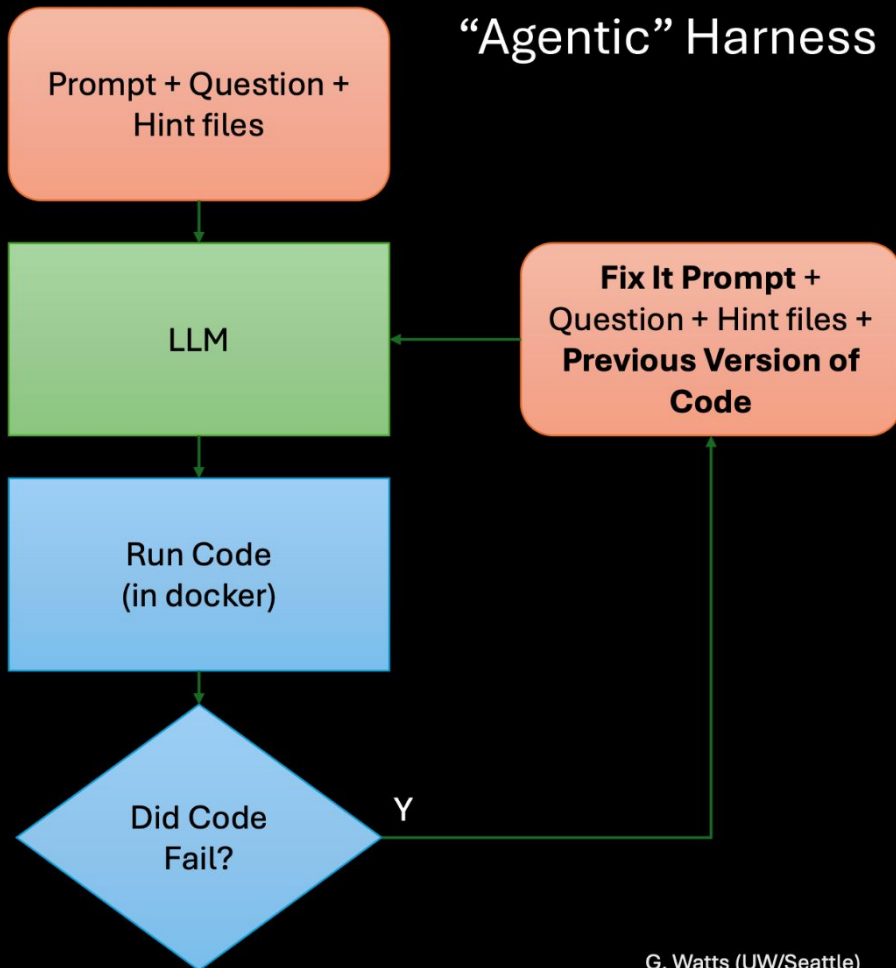 “Agentic” Harness
Prompt + Question +
Hint files
LLM
Fix It Prompt +
Question + Hint files +
Previous Version of
Code
Run Code
(in docker)
Did Code
Fail?
Y
G. Watts (UW/Seattle)